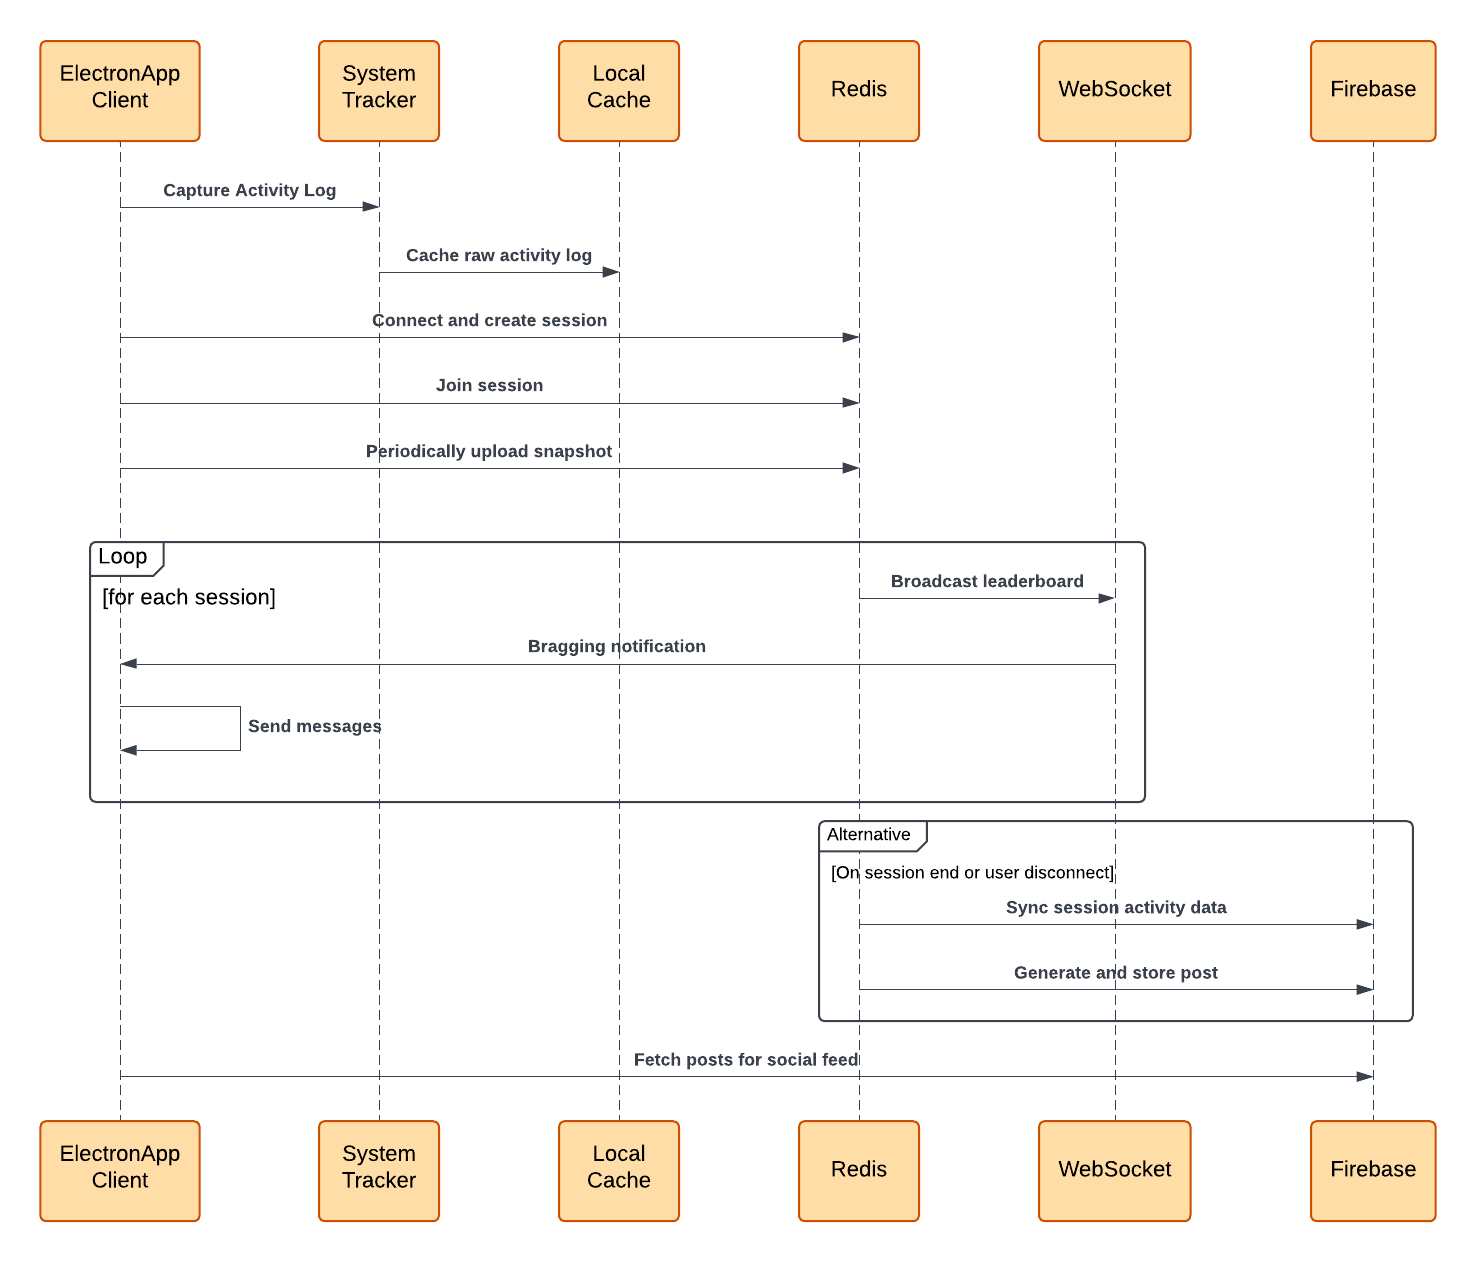 ElectronApp
Client
System
Tracker
Local
Cache
Redis
WebSocket
Firebase
Capture Activity Log
Cache raw activity log
Connect and create session
Join session
Periodically upload snapshot
Loop
[for each session]
Broadcast leaderboard
Bragging notification
Send messages
Alternative
[On session end or user disconnect]
Sync session activity data
Generate and store post
Fetch posts for social feed
ElectronApp
Client
System
Tracker
Local
Cache
Redis
WebSocket
Firebase